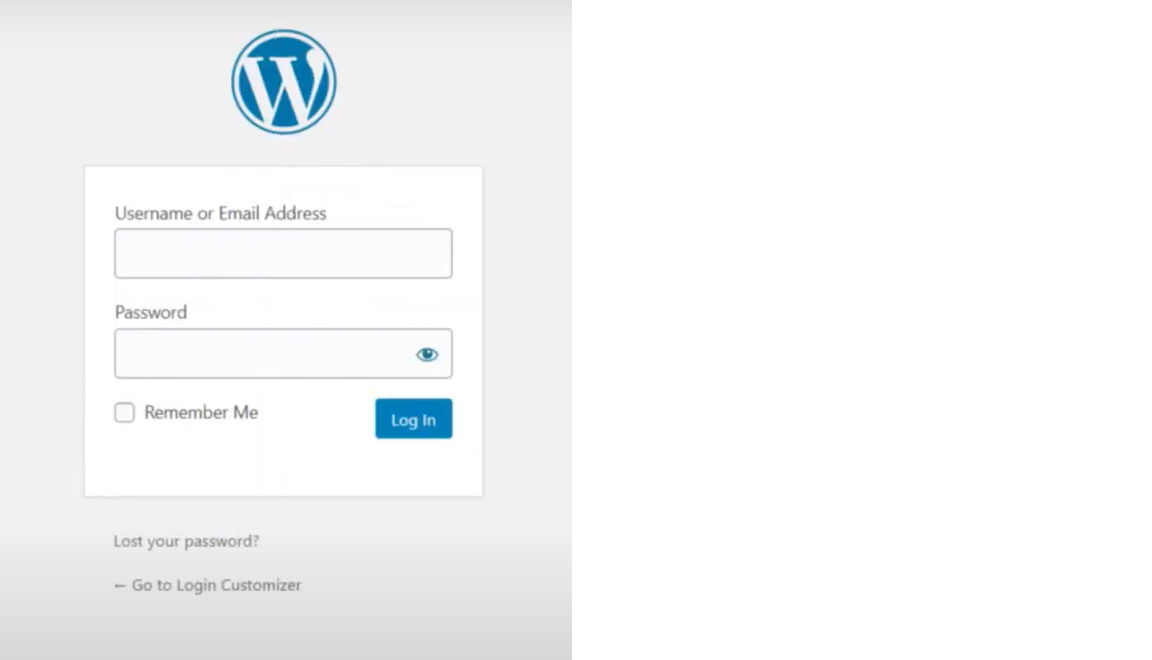 Username or Email Address
Password
Remember Me
Log In
Lost your password?
← Go to Login Customizer